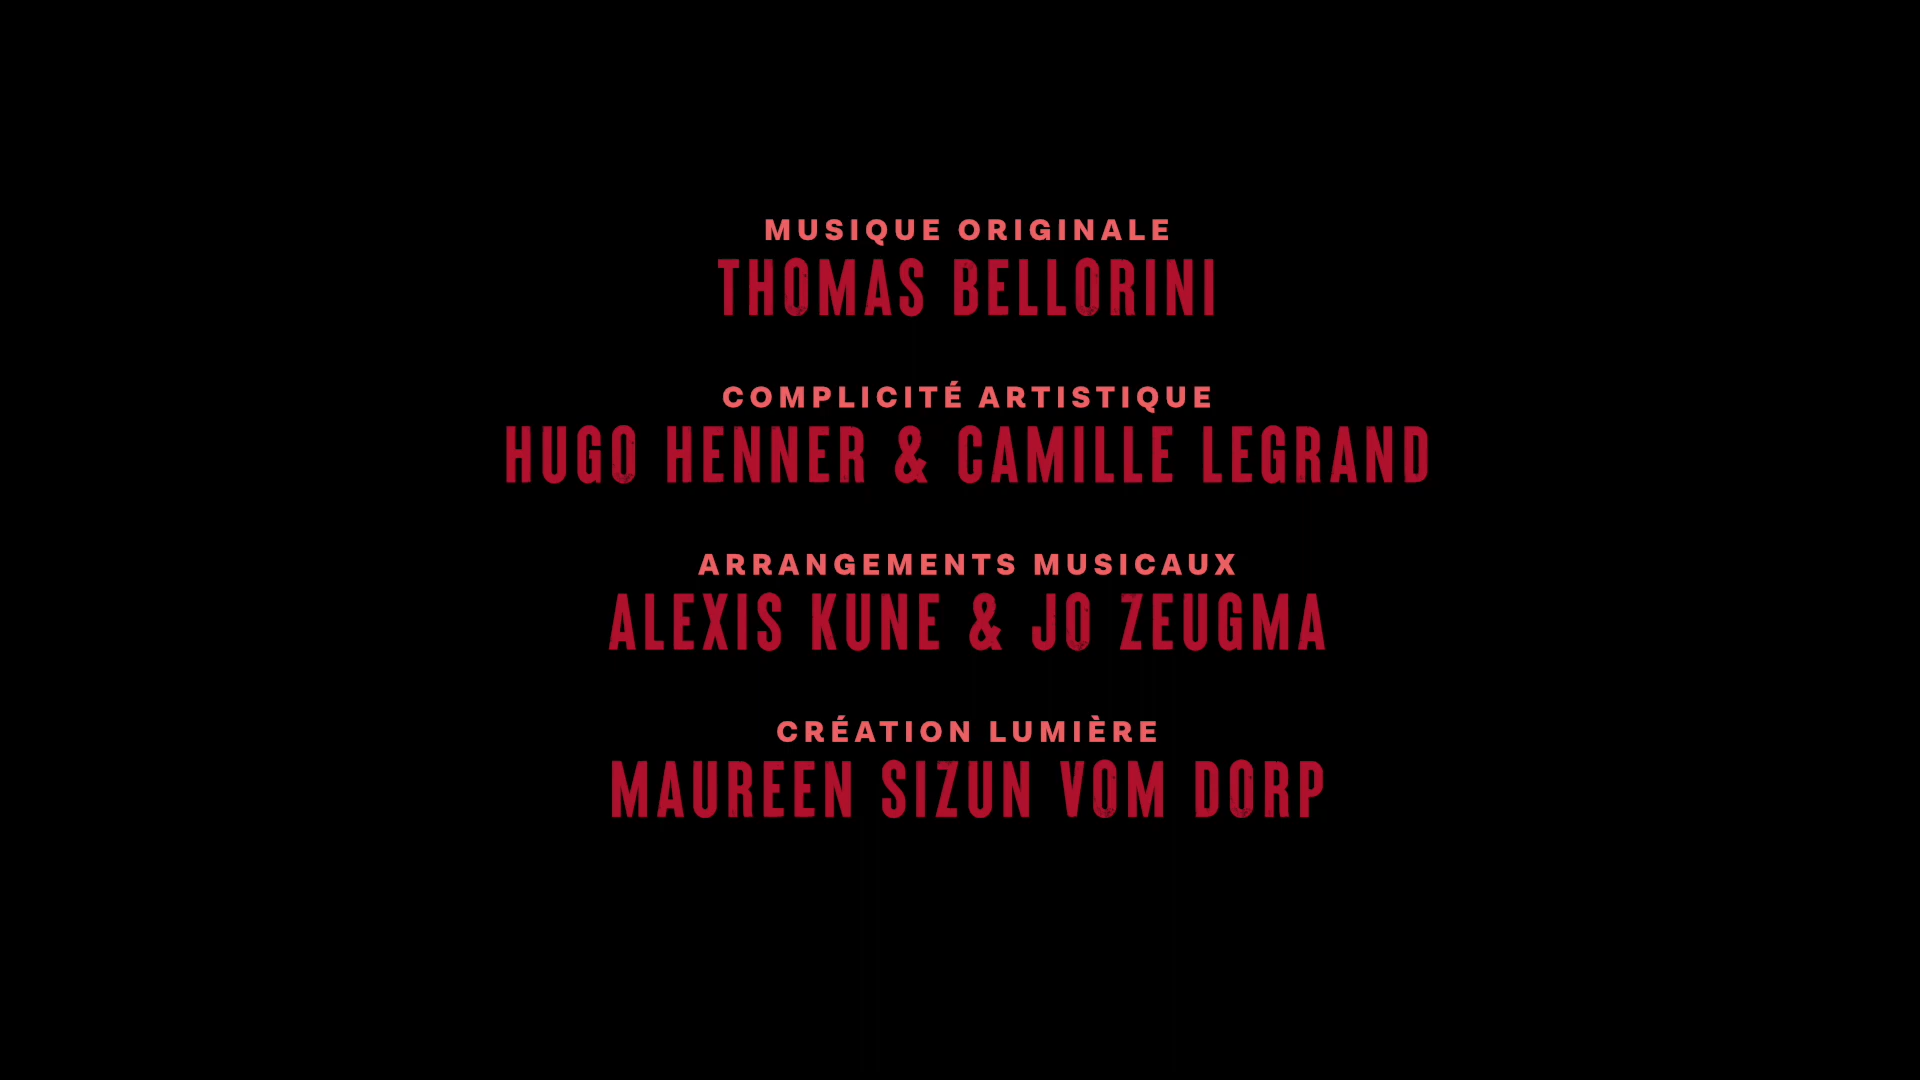 MUSIQUE ORIGINALE
THOMAS BELLORINI
COMPLICITÉ ARTISTIQUE
HUGO HENNER & CAMILLE LEGRAND
ARRANGEMENTS MUSICAUX
ALEXIS KUNE & JO ZEUGMA
CRÉATION LUMIÈRE
MAUREEN SIZUN VOM DORP